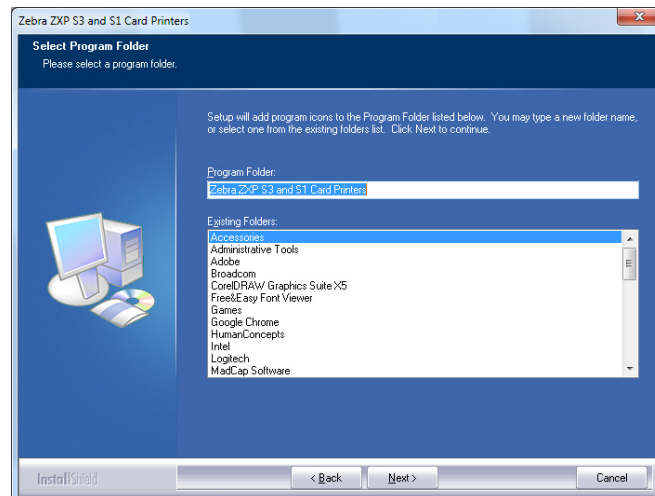 Zebra ZXP S3 and S1 Card Printers
Select Program Folder
Please select a program folder.
Setup will add program icons to the Program Folder listed below. You may type a new folder name,
or select one from the existing folders list. Click Next to continue.
Program Folder:
Zebra ZXP S3 and S1 Card Printers
Existing Folders:
Accessories
Administrative Tools
Adobe
Broadcom
CorelDRAW Graphics Suite X5
Free&Easy Font Viewer
Games
Google Chrome
HumanConcepts
Intel
Logitech
MadCap Software
InstallShield
< Back
Next >
Cancel